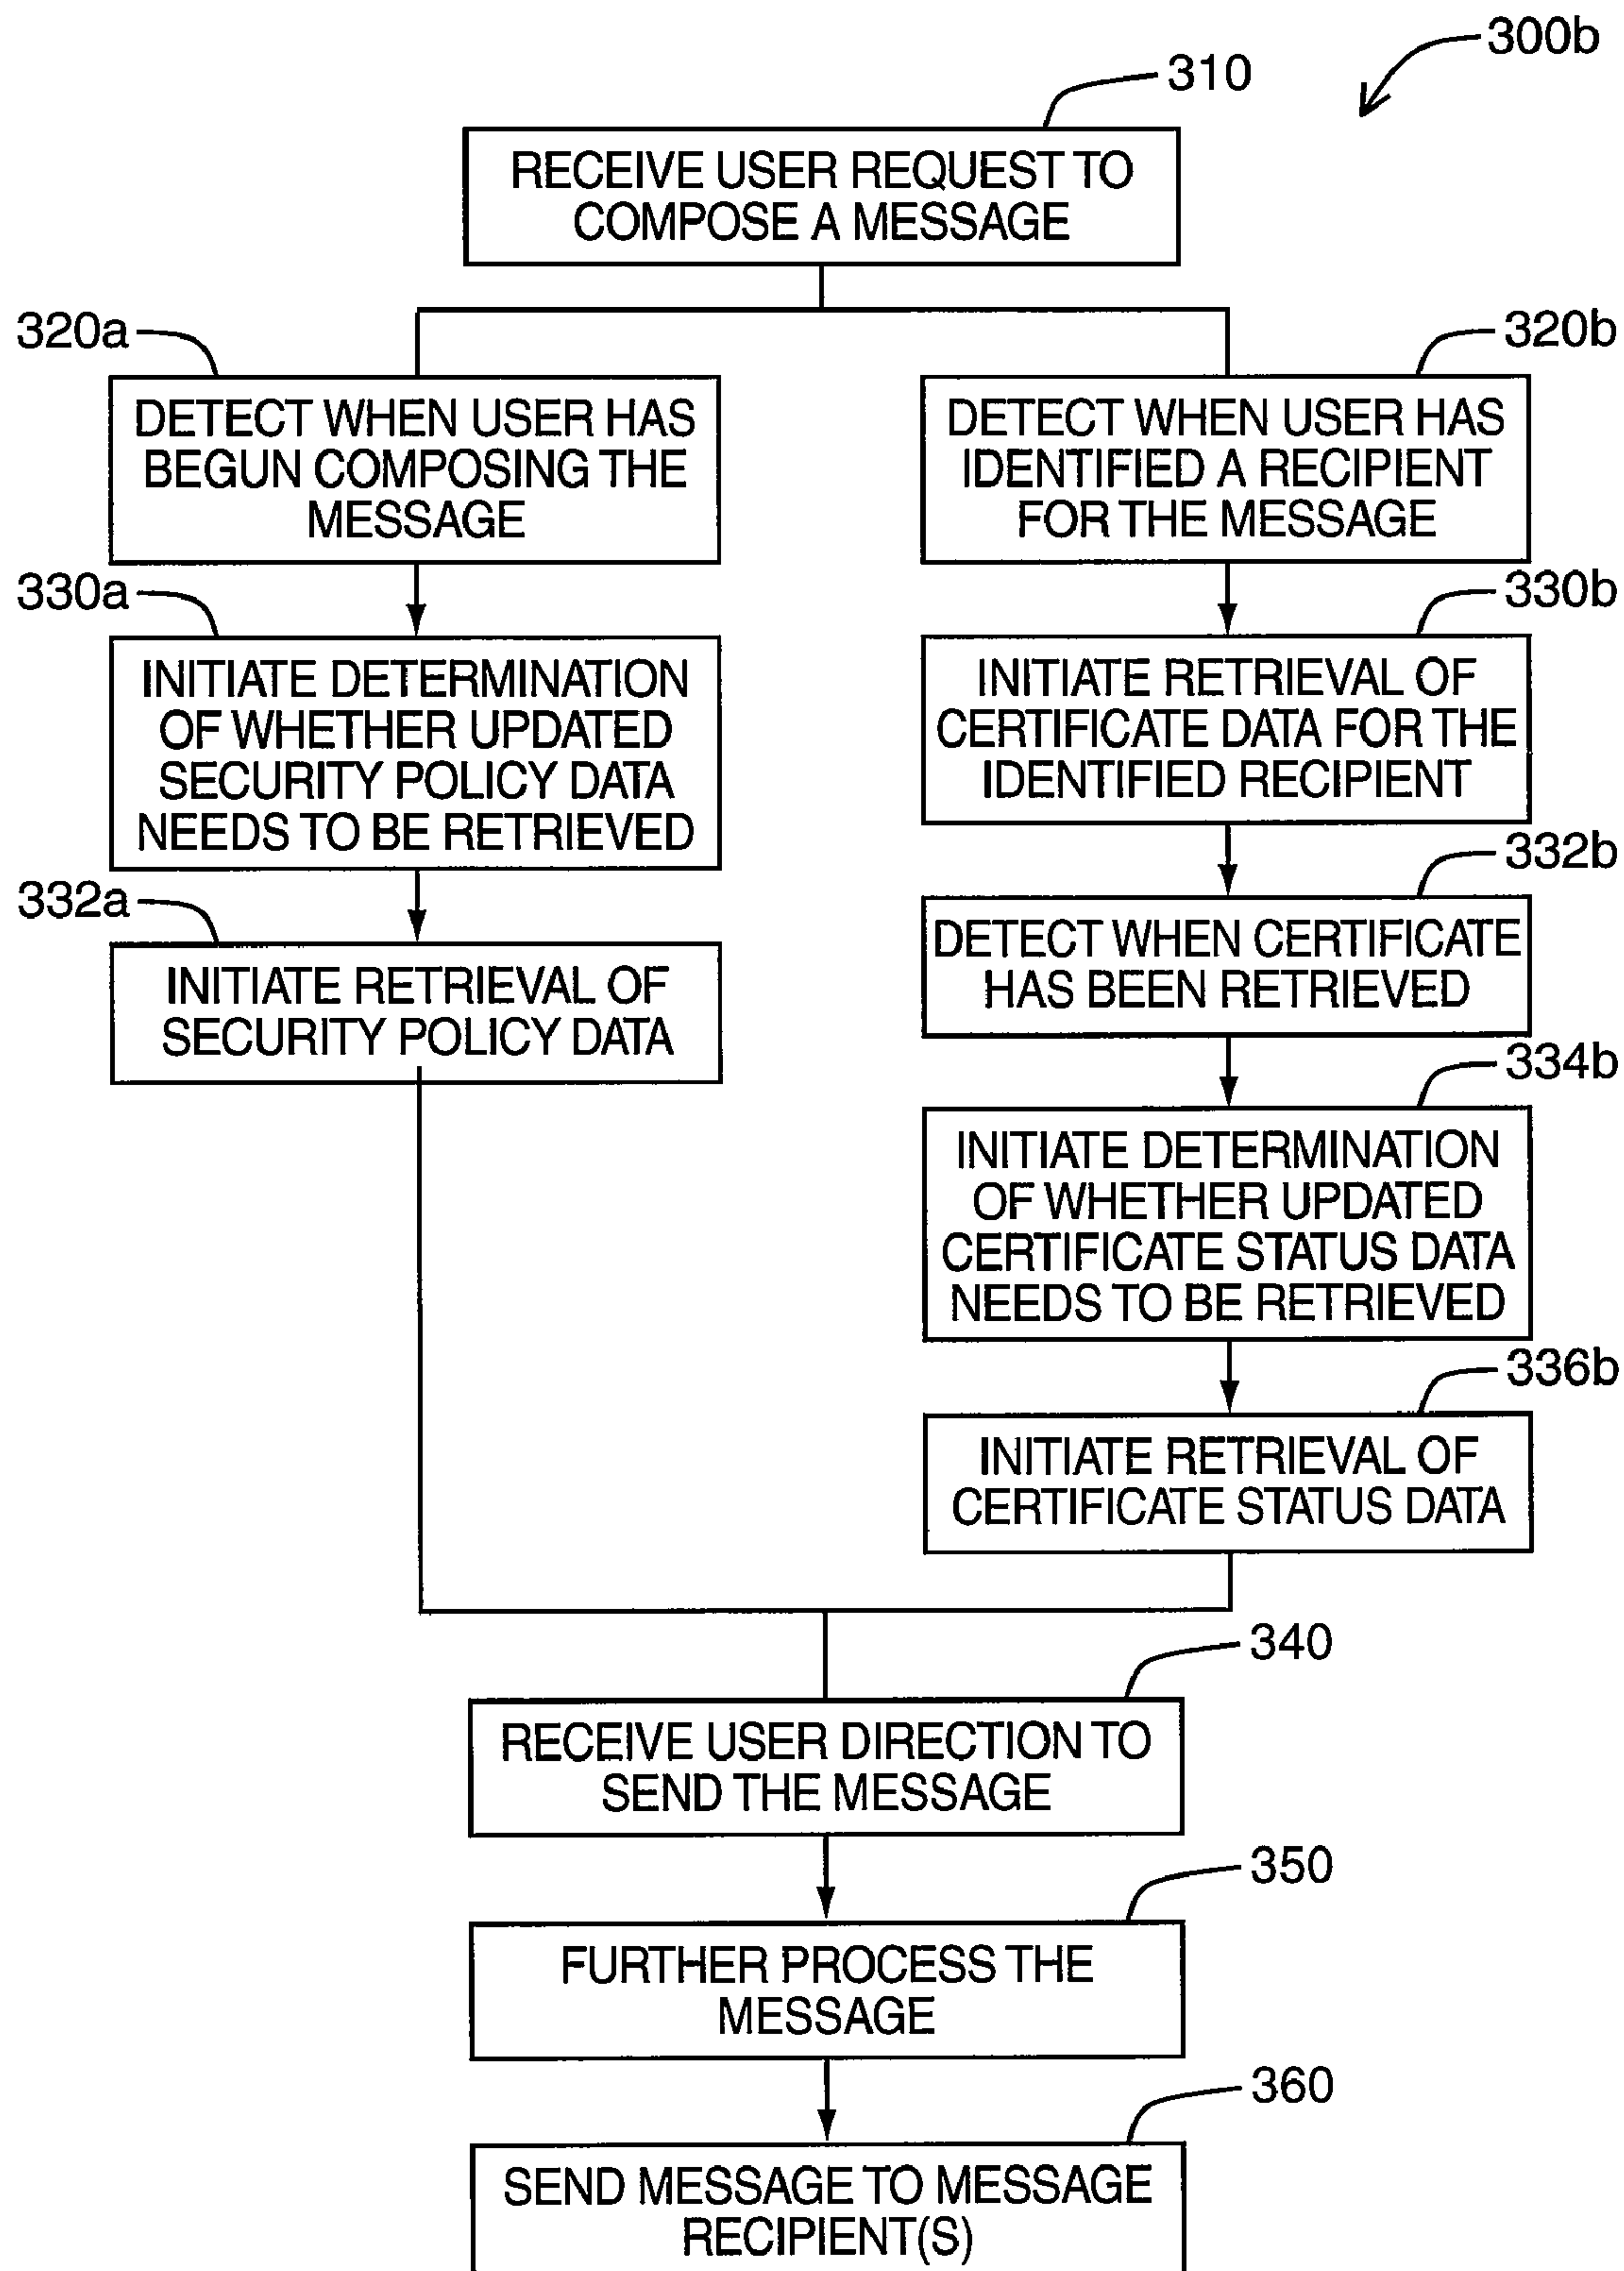 300b
310
RECEIVE USER REQUEST TO
COMPOSE A MESSAGE
320a
DETECT WHEN USER HAS
BEGUN COMPOSING THE
MESSAGE
320b
DETECT WHEN USER HAS
IDENTIFIED A RECIPIENT
FOR THE MESSAGE
330a
INITIATE DETERMINATION
OF WHETHER UPDATED
SECURITY POLICY DATA
NEEDS TO BE RETRIEVED
330b
INITIATE RETRIEVAL OF
CERTIFICATE DATA FOR THE
IDENTIFIED RECIPIENT
332a
INITIATE RETRIEVAL OF
SECURITY POLICY DATA
332b
DETECT WHEN CERTIFICATE
HAS BEEN RETRIEVED
334b
INITIATE DETERMINATION
OF WHETHER UPDATED
CERTIFICATE STATUS DATA
NEEDS TO BE RETRIEVED
336b
INITIATE RETRIEVAL OF
CERTIFICATE STATUS DATA
340
RECEIVE USER DIRECTION TO
SEND THE MESSAGE
350
FURTHER PROCESS THE
MESSAGE
360
SEND MESSAGE TO MESSAGE
RECIPIENT(S)